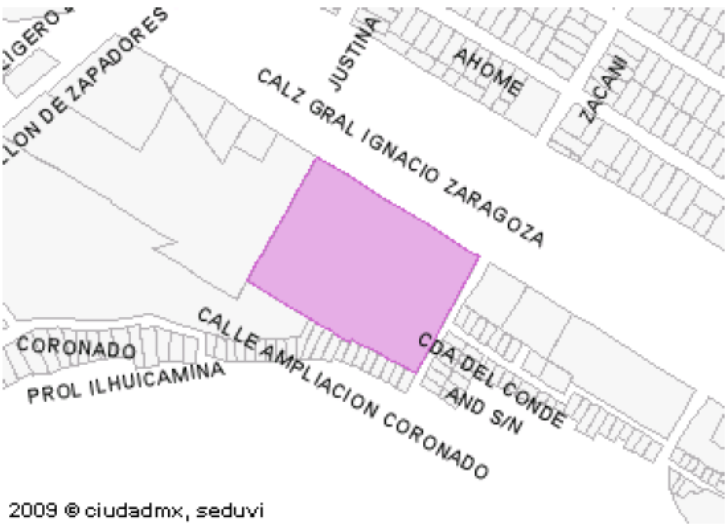 LIGERO
LLON DE ZAPADORES
JUSTINA
AHOME
ZACANI
CALZ GRAL IGNACIO ZARAGOZA
CORONADO
PROL ILHUICAMINA
CALLE AMPLIACION CORONADO
CDA DEL CONDE
AND S/N
2009 © ciudadmx, seduvi